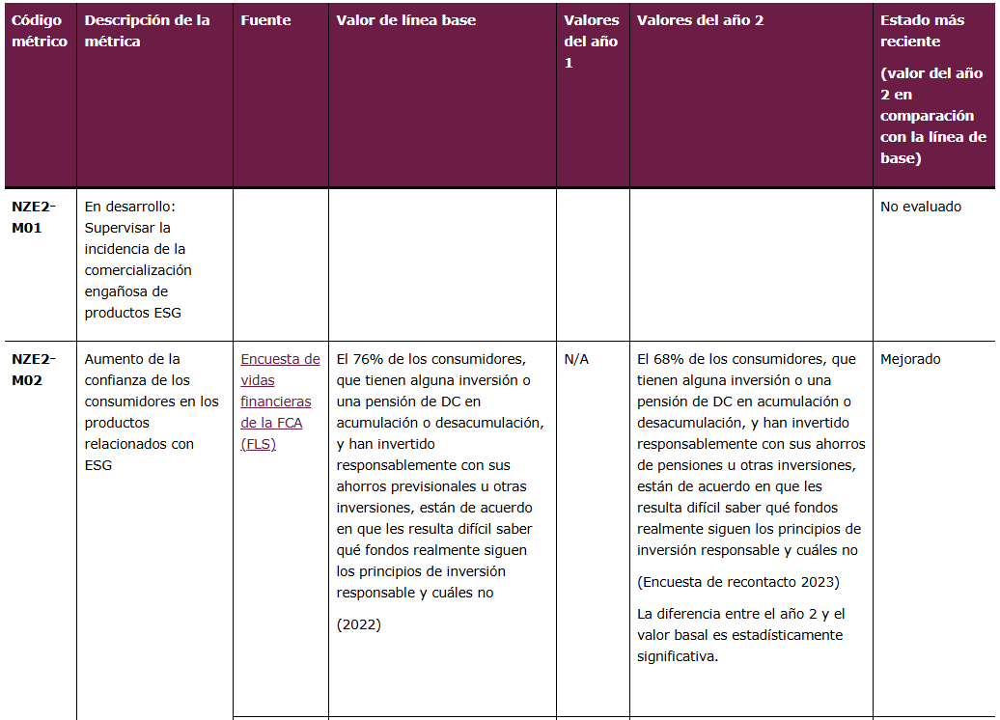 Código
métrico
Descripción de la
métrica
Fuente
Valor de línea base
Valores
del año
1
Valores del año 2
Estado más
reciente
(valor del año
2 en
comparación
con la línea de
base)
NZE2-
M01
En desarrollo:
Supervisar la
incidencia de la
comercialización
engañosa de
productos ESG
No evaluado
NZE2-
M02
Aumento de la
confianza de los
consumidores en los
productos
relacionados con
ESG
Encuesta de
vidas
financieras
de la FCA
(FLS)
El 76% de los consumidores,
que tienen alguna inversión o
una pensión de DC en
acumulación o desacumulación,
y han invertido
responsablemente con sus
ahorros previsionales u otras
inversiones, están de acuerdo
en que les resulta difícil saber
qué fondos realmente siguen
los principios de inversión
responsable y cuáles no
(2022)
N/A
El 68% de los consumidores, que
tienen alguna inversión o una
pensión de DC en acumulación o
desacumulación, y han invertido
responsablemente con sus ahorros
de pensiones u otras inversiones,
están de acuerdo en que les
resulta difícil saber qué fondos
realmente siguen los principios de
inversión responsable y cuáles no
(Encuesta de recontacto 2023)
La diferencia entre el año 2 y el
valor basal es estadísticamente
significativa.
Mejorado